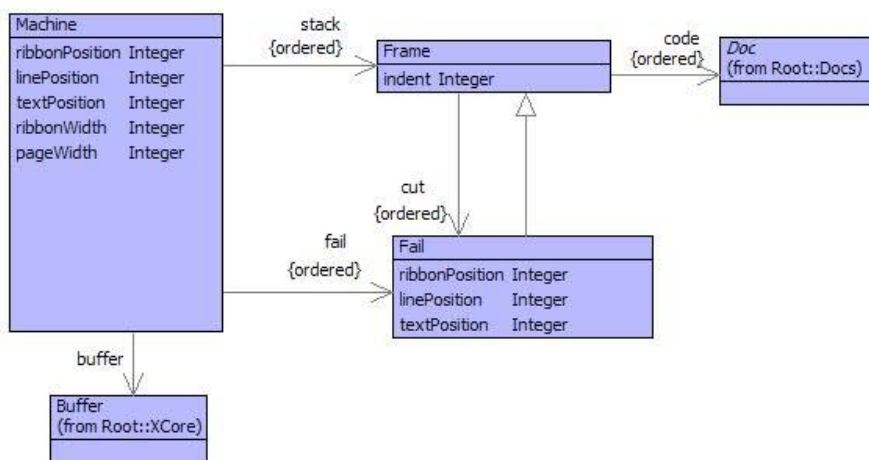 Machine
ribbonPosition Integer
linePosition Integer
textPosition Integer
ribbonWidth Integer
pageWidth Integer
stack
{ordered}
Frame
indent Integer
code
{ordered}
Doc
(from Root::Docs)
cut
{ordered}
fail
{ordered}
Fail
ribbonPosition Integer
linePosition Integer
textPosition Integer
buffer
Buffer
(from Root::XCore)